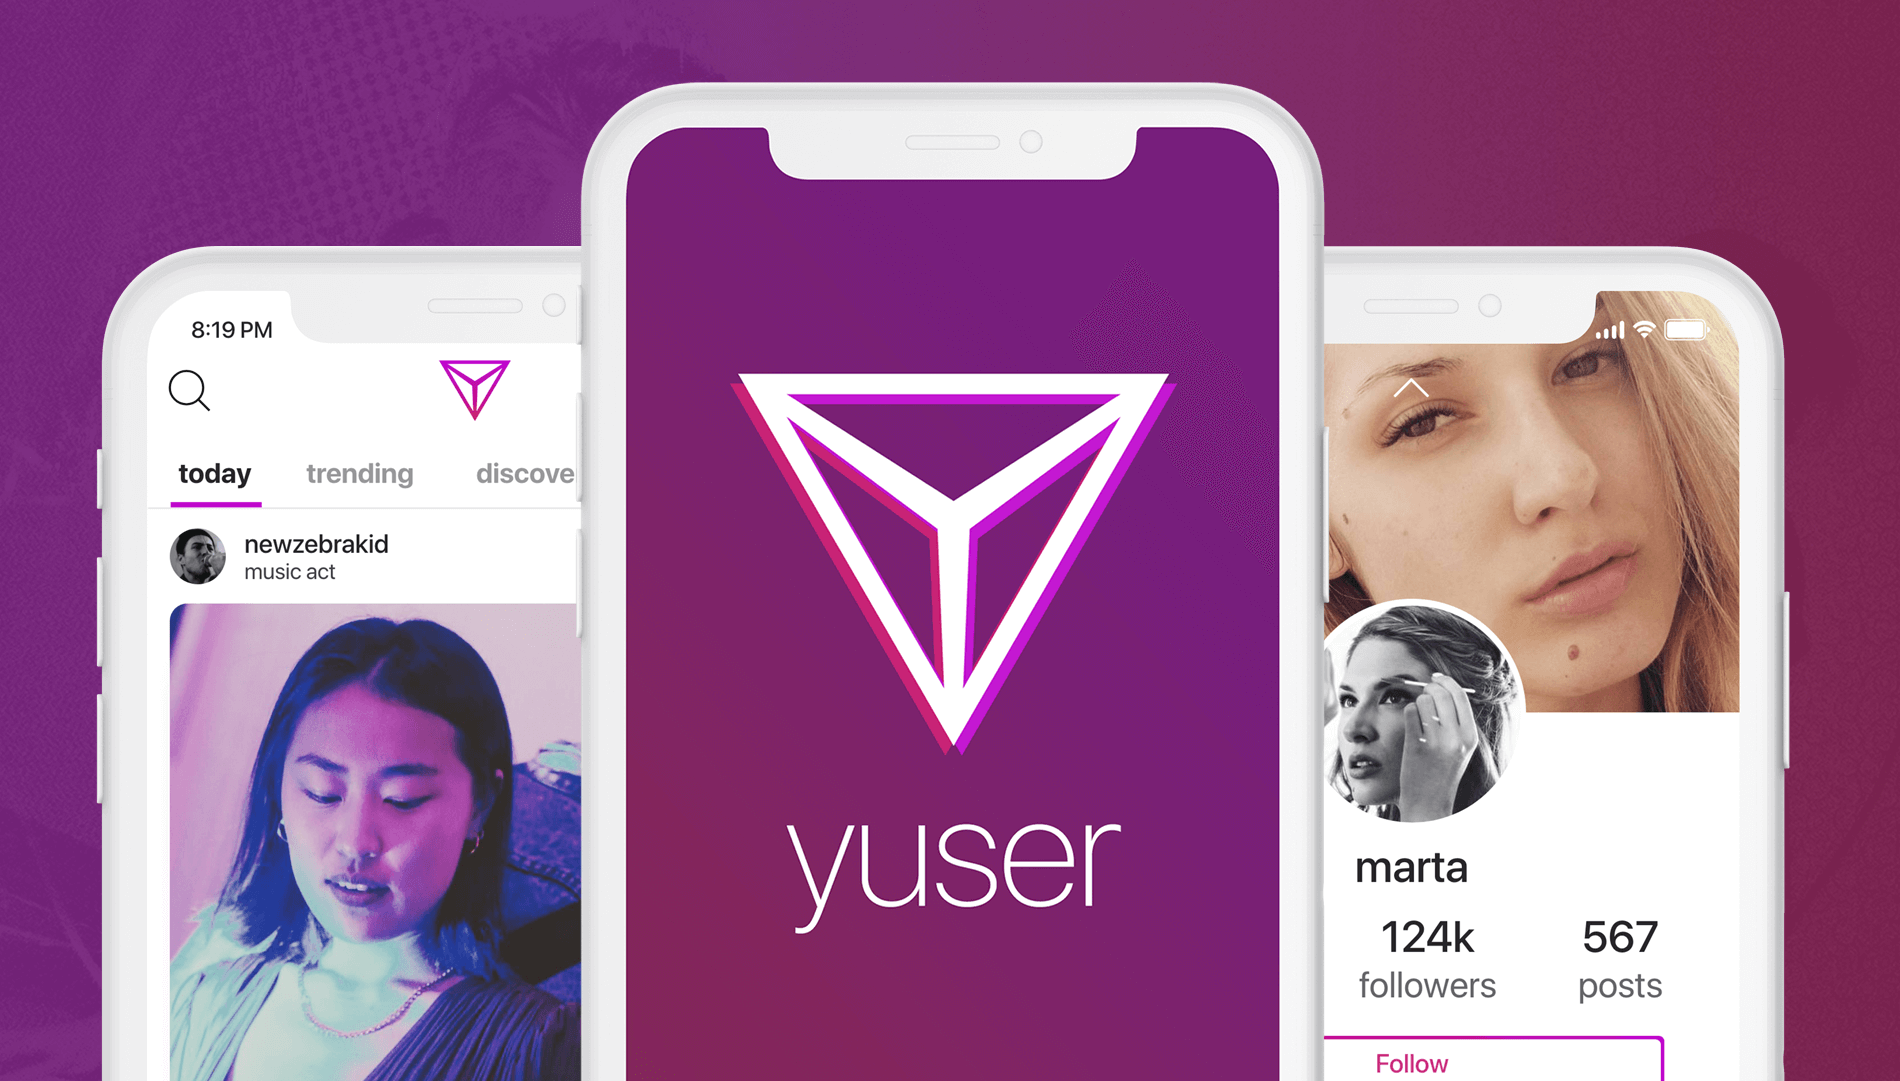 8:19 PM
today trending discove
newzebrakid
music act
yuser
marta
124k 567
followers posts
Follow